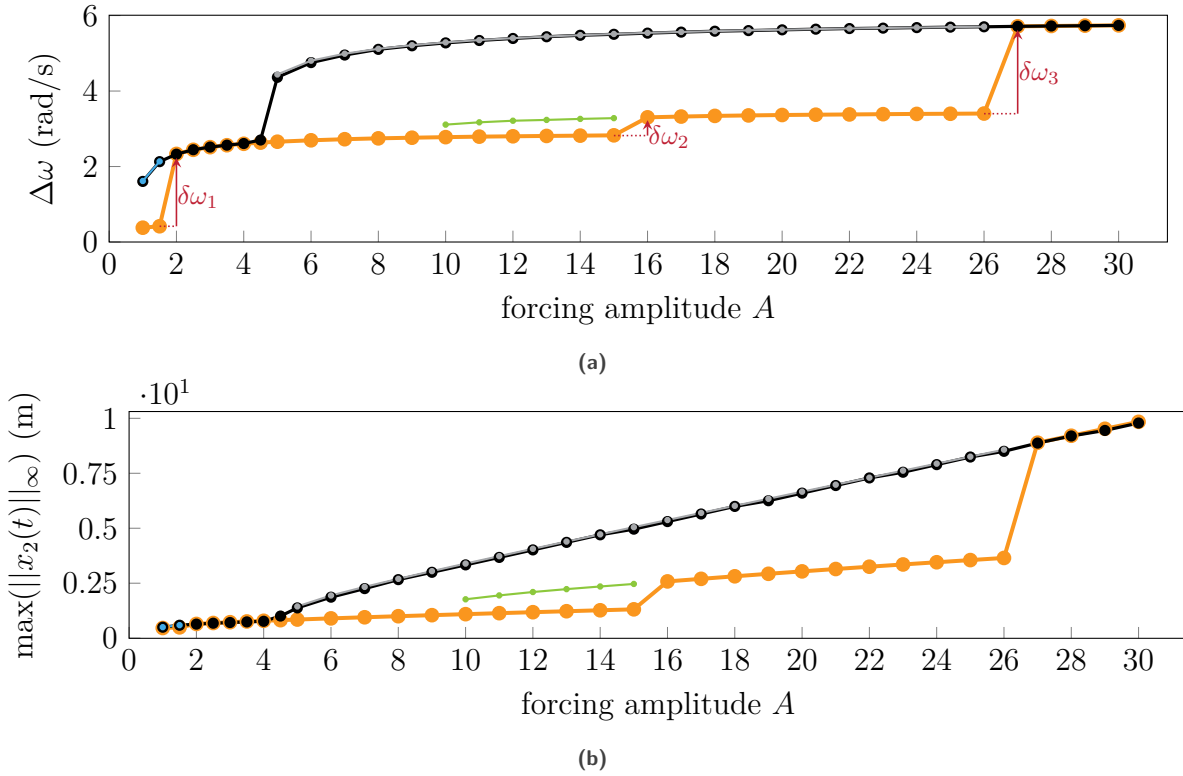 6
4
2
0
Δω (rad/s)
δω₁
δω₂
δω₃
0 2 4 6 8 10 12 14 16 18 20 22 24 26 28 30
forcing amplitude A
(a)
·10¹
1
0.75
0.5
0.25
0
max(||x₂(t)||∞) (m)
0 2 4 6 8 10 12 14 16 18 20 22 24 26 28 30
forcing amplitude A
(b)